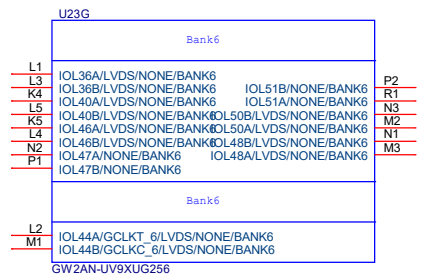 U23G
Bank6
L1 IOL36A/LVDS/NONE/BANK6
L3 IOL36B/LVDS/NONE/BANK6 IOL51B/NONE/BANK6 P2
K4 IOL40A/LVDS/NONE/BANK6 IOL51A/NONE/BANK6 R1
L5 IOL40B/LVDS/NONE/BANK6 IOL50B/LVDS/NONE/BANK6 N3
K5 IOL46A/LVDS/NONE/BANK6 IOL50A/LVDS/NONE/BANK6 M2
L4 IOL46B/LVDS/NONE/BANK6 IOL48B/LVDS/NONE/BANK6 N1
N2 IOL47A/NONE/BANK6 IOL48A/LVDS/NONE/BANK6 M3
P1 IOL47B/NONE/BANK6
Bank6
L2 IOL44A/GCLKT_6/LVDS/NONE/BANK6
M1 IOL44B/GCLKC_6/LVDS/NONE/BANK6
GW2AN-UV9XUG256